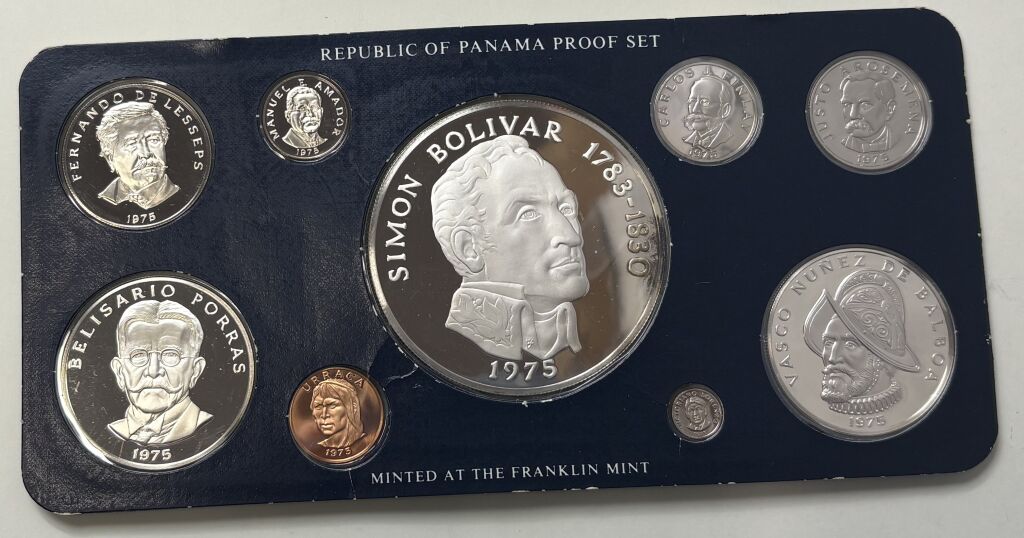 REPUBLIC OF PANAMA PROOF SET
FERNANDO DE LESSEPS
1975
MANUEL E. AMADOR
1975
SIMON BOLIVAR 1783-1830
1975
CARLOS J. FINLAY
1975
JUSTO AROSEMENA
1975
BELISARIO PORRAS
1975
URRACA
1975
VASCO NUNEZ DE BALBOA
1975
MINTED AT THE FRANKLIN MINT